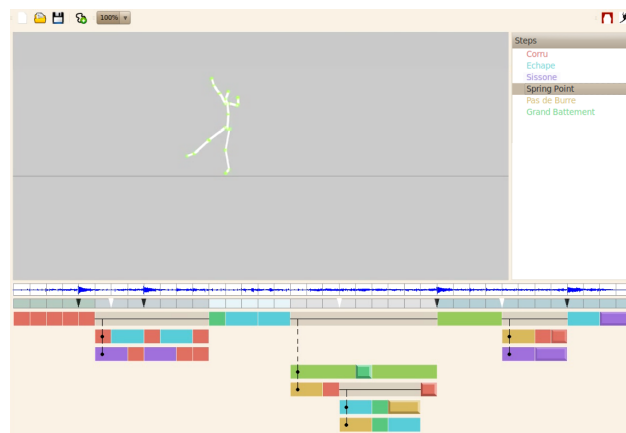 100%
Steps
Corru
Echape
Sissone
Spring Point
Pas de Burre
Grand Battement